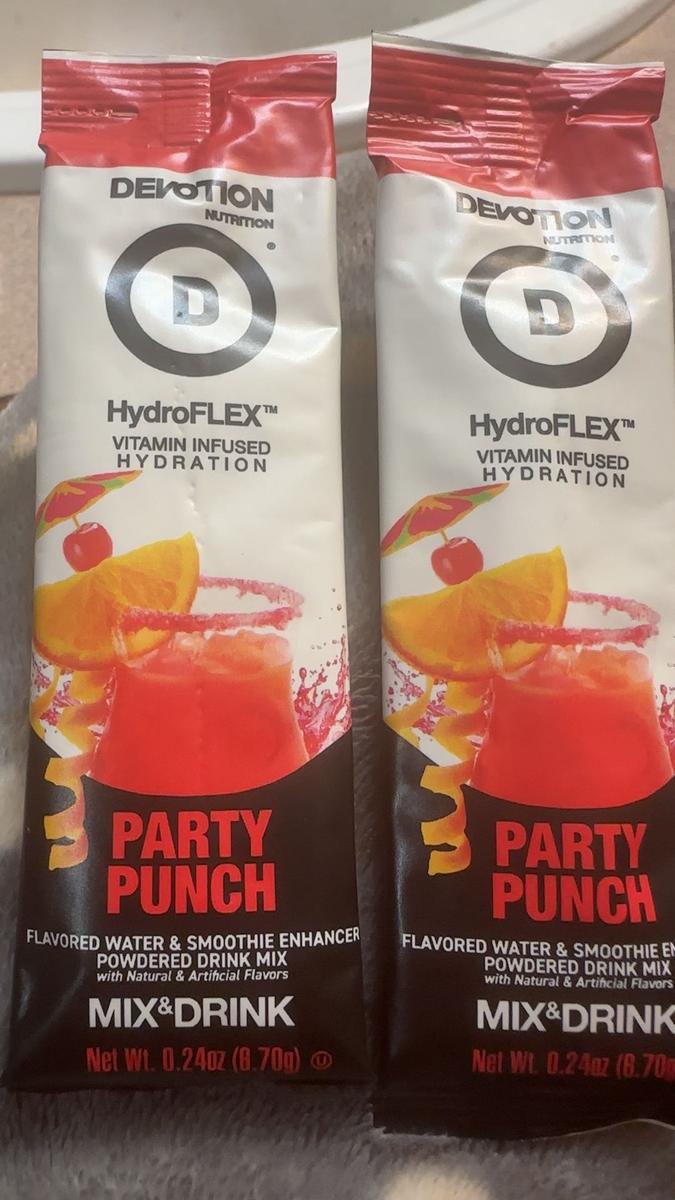 DEVOTION
NUTRITION
D
HydroFLEX™
VITAMIN INFUSED
HYDRATION
PARTY
PUNCH
FLAVORED WATER & SMOOTHIE ENHANCER
POWDERED DRINK MIX
with Natural & Artificial Flavors
MIX&DRINK
Net Wt. 0.24oz (6.70g) U
DEVOTION
NUTRITION
D
HydroFLEX™
VITAMIN INFUSED
HYDRATION
PARTY
PUNCH
FLAVORED WATER & SMOOTHIE EN
POWDERED DRINK MIX
with Natural & Artificial Flavors
MIX&DRINK
Net Wt. 0.24oz (6.70g